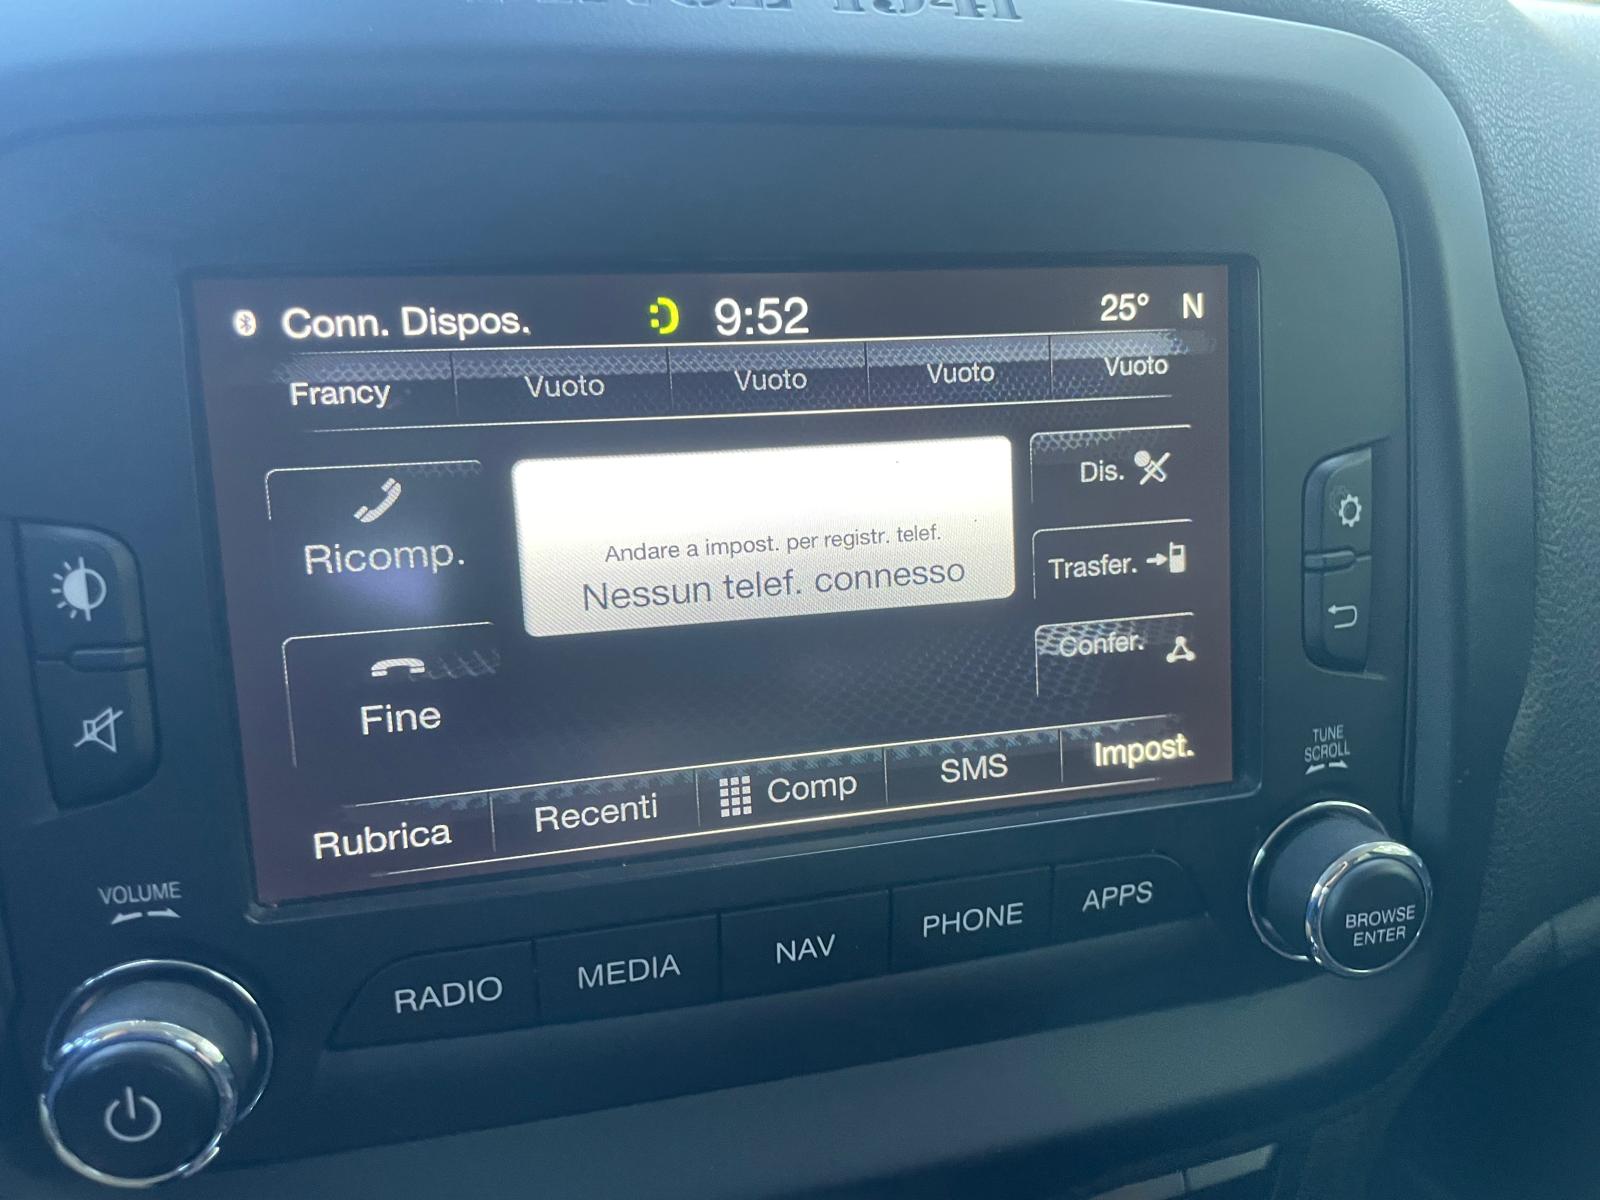 SINCE 1941
Conn. Dispos.
9:52
25° N
Francy
Vuoto
Vuoto
Vuoto
Vuoto
Ricomp.
Andare a impost. per registr. telef.
Nessun telef. connesso
Dis.
Trasfer.
Confer.
Fine
Rubrica
Recenti
Comp
SMS
Impost.
VOLUME
TUNE
SCROLL
RADIO
MEDIA
NAV
PHONE
APPS
BROWSE
ENTER